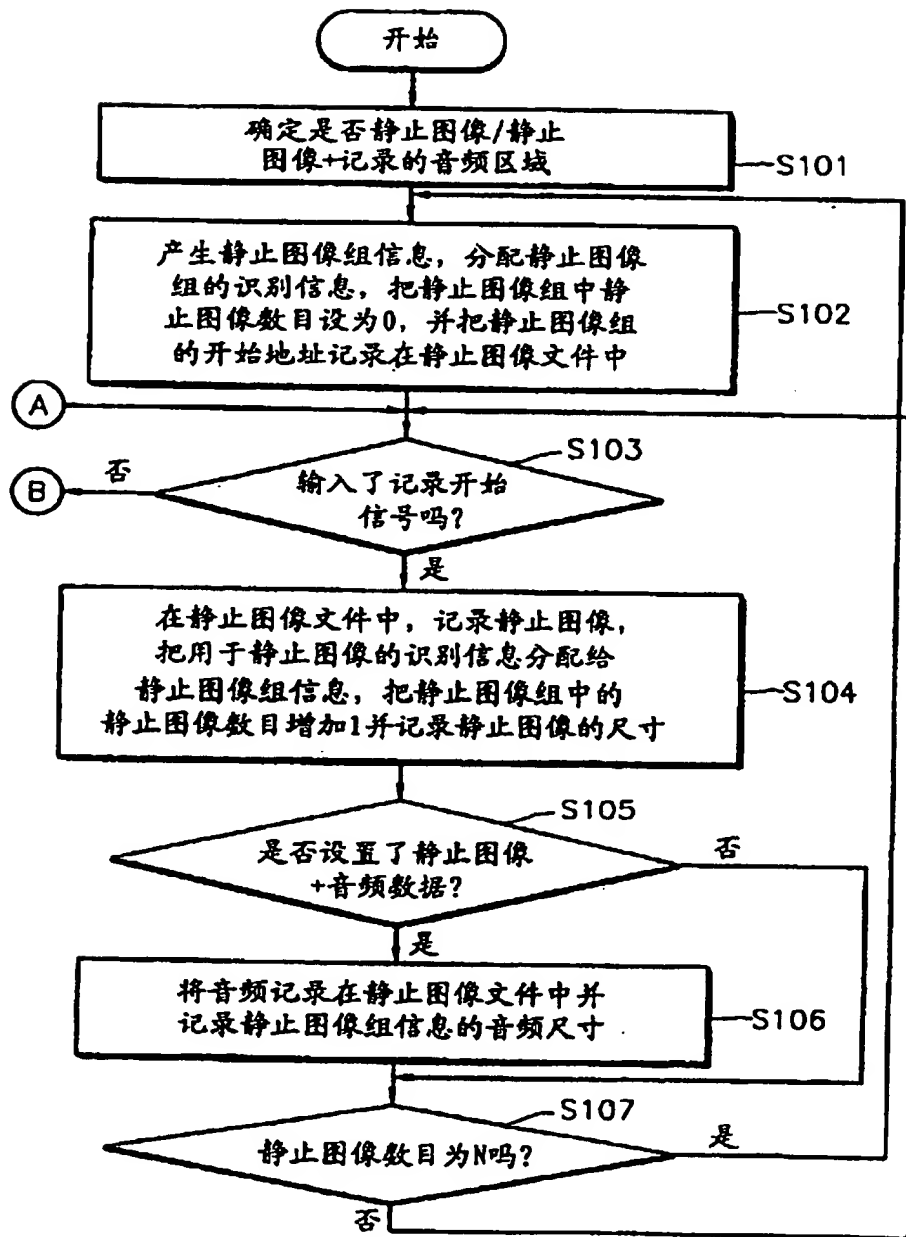 开始
确定是否静止图像/静止
图像+记录的音频区域
S101
产生静止图像组信息，分配静止图像
组的识别信息，把静止图像组中静
止图像数目设为0，并把静止图像组
的开始地址记录在静止图像文件中
S102
A
S103
否
B
输入了记录开始
信号吗？
是
在静止图像文件中，记录静止图像，
把用于静止图像的识别信息分配给
静止图像组信息，把静止图像组中的
静止图像数目增加1并记录静止图像的尺寸
S104
S105
是否设置了静止图像
+音频数据？
否
是
将音频记录在静止图像文件中并
记录静止图像组信息的音频尺寸
S106
S107
静止图像数目为N吗？
是
否